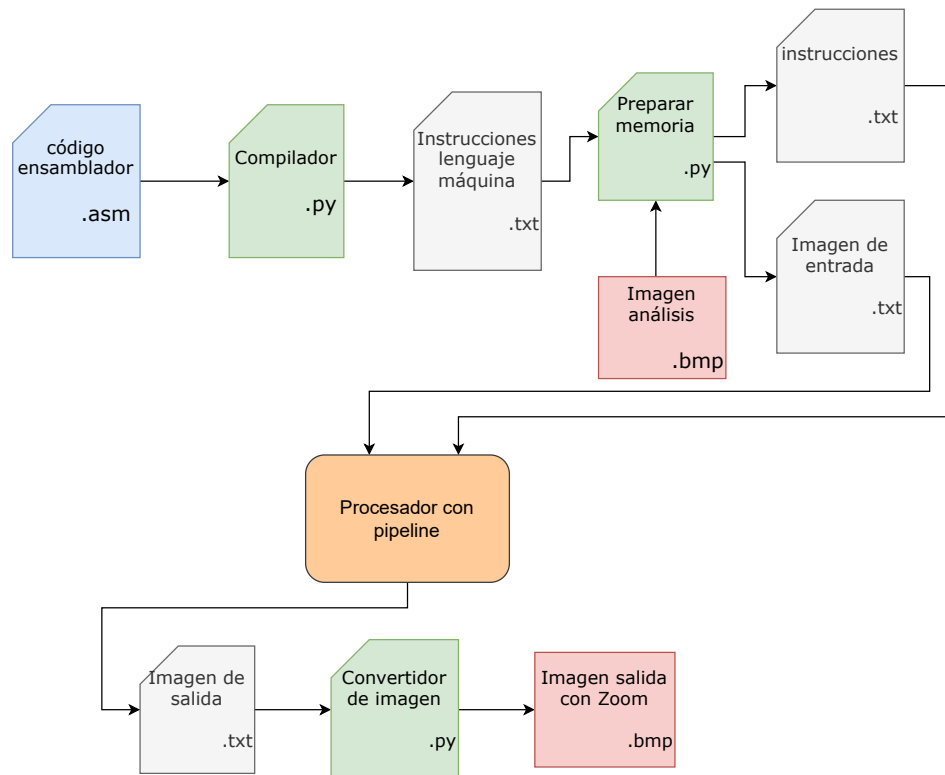 código
ensamblador
.asm
Compilador
.py
Instrucciones
lenguaje
máquina
.txt
Preparar
memoria
.py
instrucciones
.txt
Imagen de
entrada
.txt
Imagen
análisis
.bmp
Procesador con
pipeline
Imagen de
salida
.txt
Convertidor
de imagen
.py
Imagen salida
con Zoom
.bmp